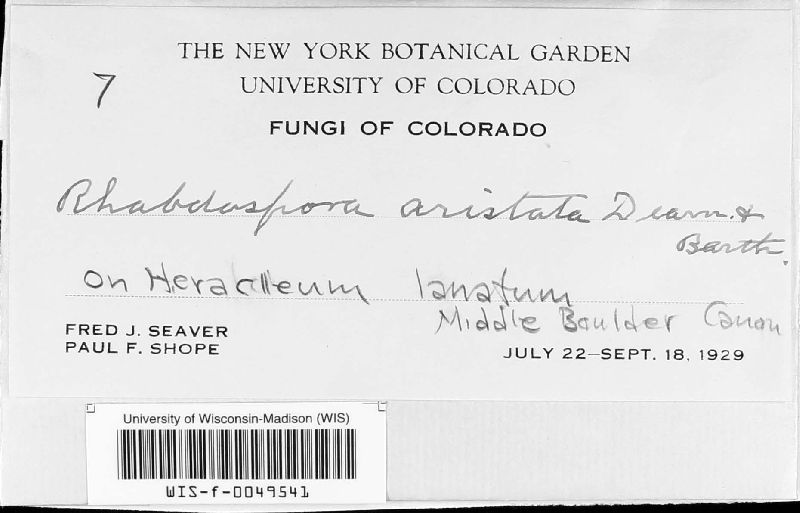 THE NEW YORK BOTANICAL GARDEN
7
UNIVERSITY OF COLORADO
FUNGI OF COLORADO
Rhabdospora aristata Dearn. &
Barth.
on Heracleum lanatum
Middle Boulder Canon
FRED J. SEAVER
PAUL F. SHOPE
JULY 22–SEPT. 18, 1929
University of Wisconsin-Madison (WIS)
WIS-f-0049541